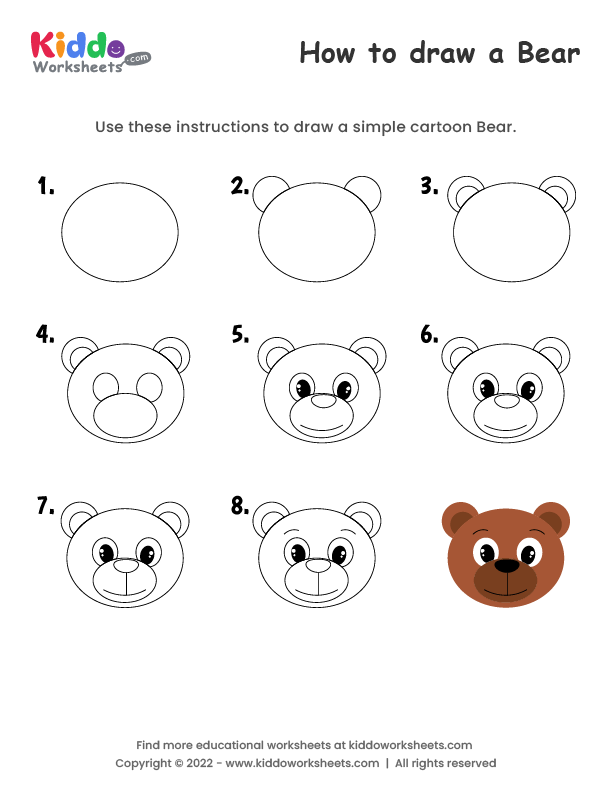 Kiddo
Worksheets.com
How to draw a Bear
Use these instructions to draw a simple cartoon Bear.
1.
2.
3.
4.
5.
6.
7.
8.
Find more educational worksheets at kiddoworksheets.com
Copyright © 2022 - www.kiddoworksheets.com | All rights reserved